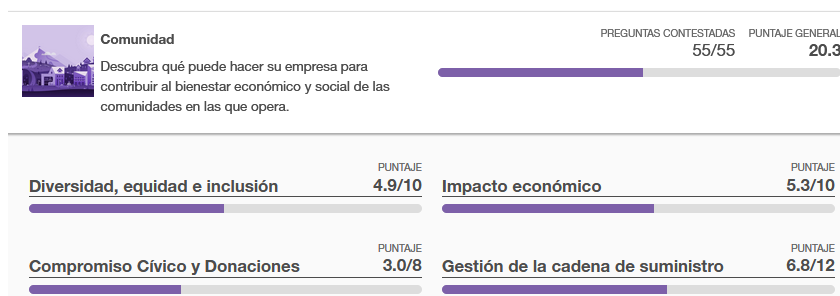 PREGUNTAS CONTESTADAS PUNTAJE GENERAL
Comunidad
55/55 20.3
Descubra qué puede hacer su empresa para
contribuir al bienestar económico y social de las
comunidades en las que opera.
PUNTAJE PUNTAJE
Diversidad, equidad e inclusión 4.9/10 Impacto económico 5.3/10
PUNTAJE PUNTAJE
Compromiso Cívico y Donaciones 3.0/8 Gestión de la cadena de suministro 6.8/12